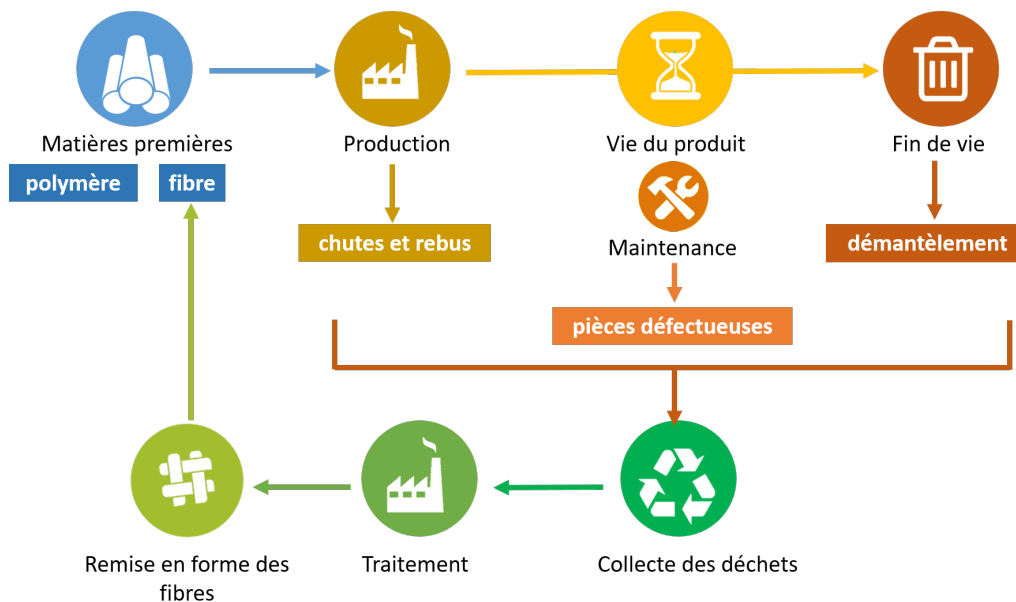 Matières premières
Production
Vie du produit
Fin de vie
polymère
fibre
chutes et rebus
Maintenance
démantèlement
pièces défectueuses
Remise en forme des
fibres
Traitement
Collecte des déchets